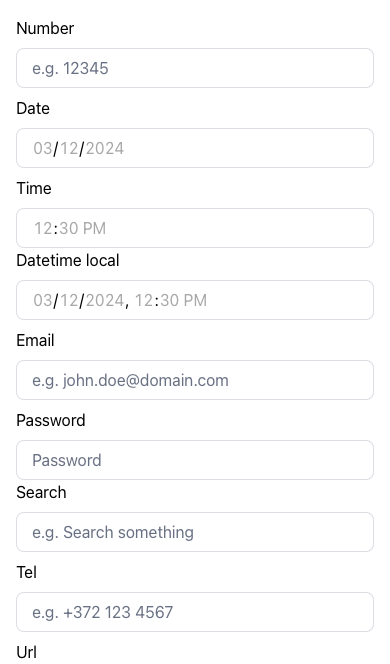 Number
e.g. 12345
Date
03/12/2024
Time
12:30 PM
Datetime local
03/12/2024, 12:30 PM
Email
e.g. john.doe@domain.com
Password
Password
Search
e.g. Search something
Tel
e.g. +372 123 4567
Url